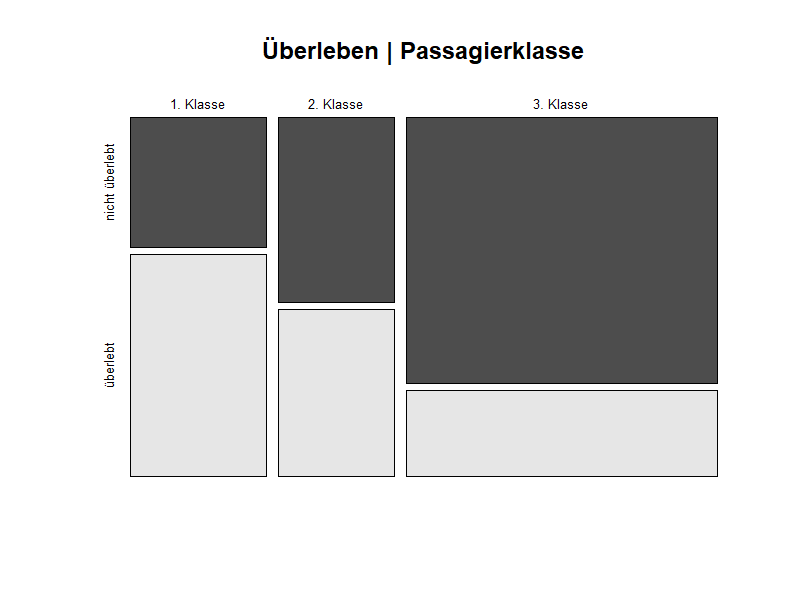 Überleben | Passagierklasse
1. Klasse
2. Klasse
3. Klasse
nicht überlebt
überlebt